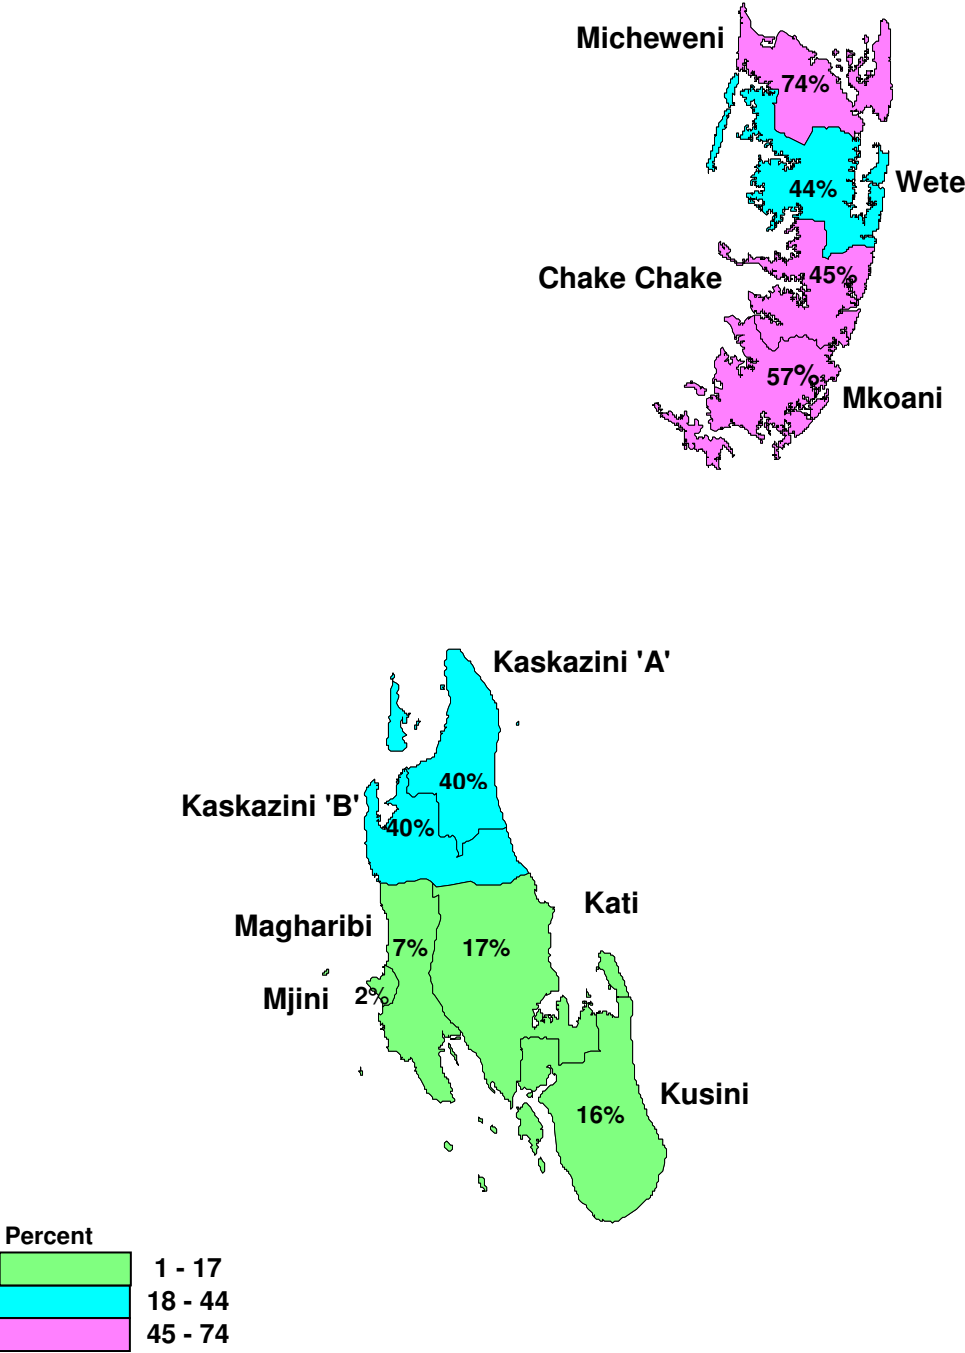 Micheweni
74%
Wete
44%
Chake Chake
45%
57%
Mkoani
Kaskazini 'A'
40%
Kaskazini 'B'
40%
Kati
Magharibi
7%
17%
Mjini
2%
Kusini
16%
Percent
1 - 17
18 - 44
45 - 74